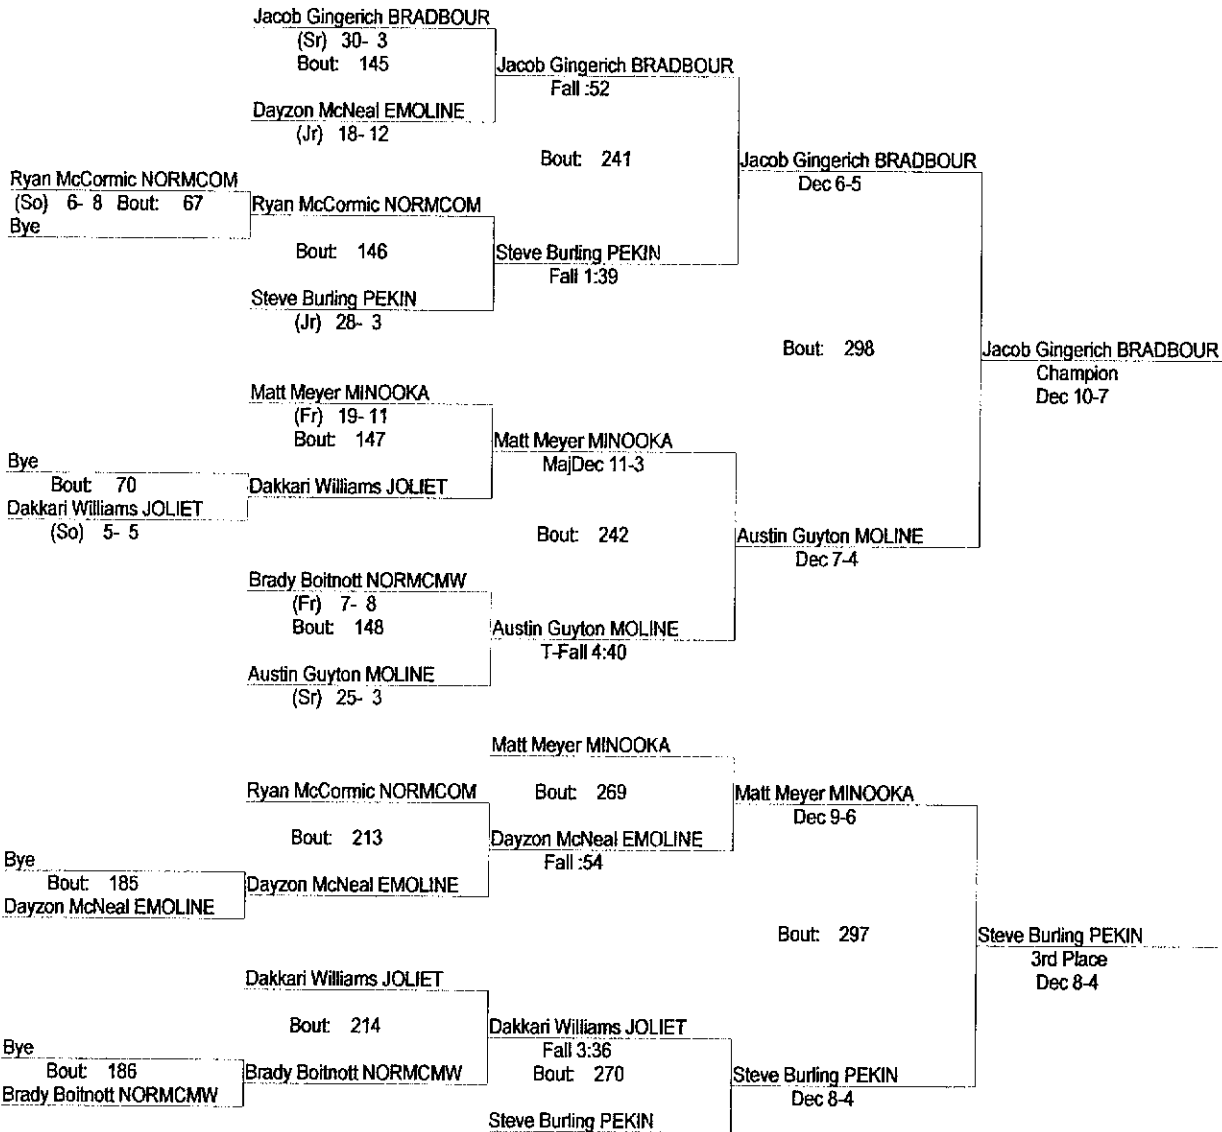 Jacob Gingerich BRADBOUR
(Sr) 30- 3
Bout: 145
Jacob Gingerich BRADBOUR
Fall :52
Dayzon McNeal EMOLINE
(Jr) 18- 12
Bout: 241
Jacob Gingerich BRADBOUR
Dec 6-5
Ryan McCormic NORMCOM
(So) 6- 8 Bout: 67
Bye
Ryan McCormic NORMCOM
Bout: 146
Steve Burling PEKIN
Fall 1:39
Steve Burling PEKIN
(Jr) 28- 3
Bout: 298
Jacob Gingerich BRADBOUR
Champion
Dec 10-7
Matt Meyer MINOOKA
(Fr) 19- 11
Bout: 147
Matt Meyer MINOOKA
MajDec 11-3
Bye
Bout: 70
Dakkari Williams JOLIET
(So) 5- 5
Dakkari Williams JOLIET
Bout: 242
Austin Guyton MOLINE
Dec 7-4
Brady Boitnott NORMCMW
(Fr) 7- 8
Bout: 148
Austin Guyton MOLINE
T-Fall 4:40
Austin Guyton MOLINE
(Sr) 25- 3
Matt Meyer MINOOKA
Ryan McCormic NORMCOM
Bout: 269
Matt Meyer MINOOKA
Dec 9-6
Bout: 213
Dayzon McNeal EMOLINE
Fall :54
Bye
Bout: 185
Dayzon McNeal EMOLINE
Dayzon McNeal EMOLINE
Bout: 297
Steve Burling PEKIN
3rd Place
Dec 8-4
Dakkari Williams JOLIET
Bout: 214
Dakkari Williams JOLIET
Fall 3:36
Bout: 270
Bye
Bout: 186
Brady Boitnott NORMCMW
Brady Boitnott NORMCMW
Steve Burling PEKIN
Dec 8-4
Steve Burling PEKIN